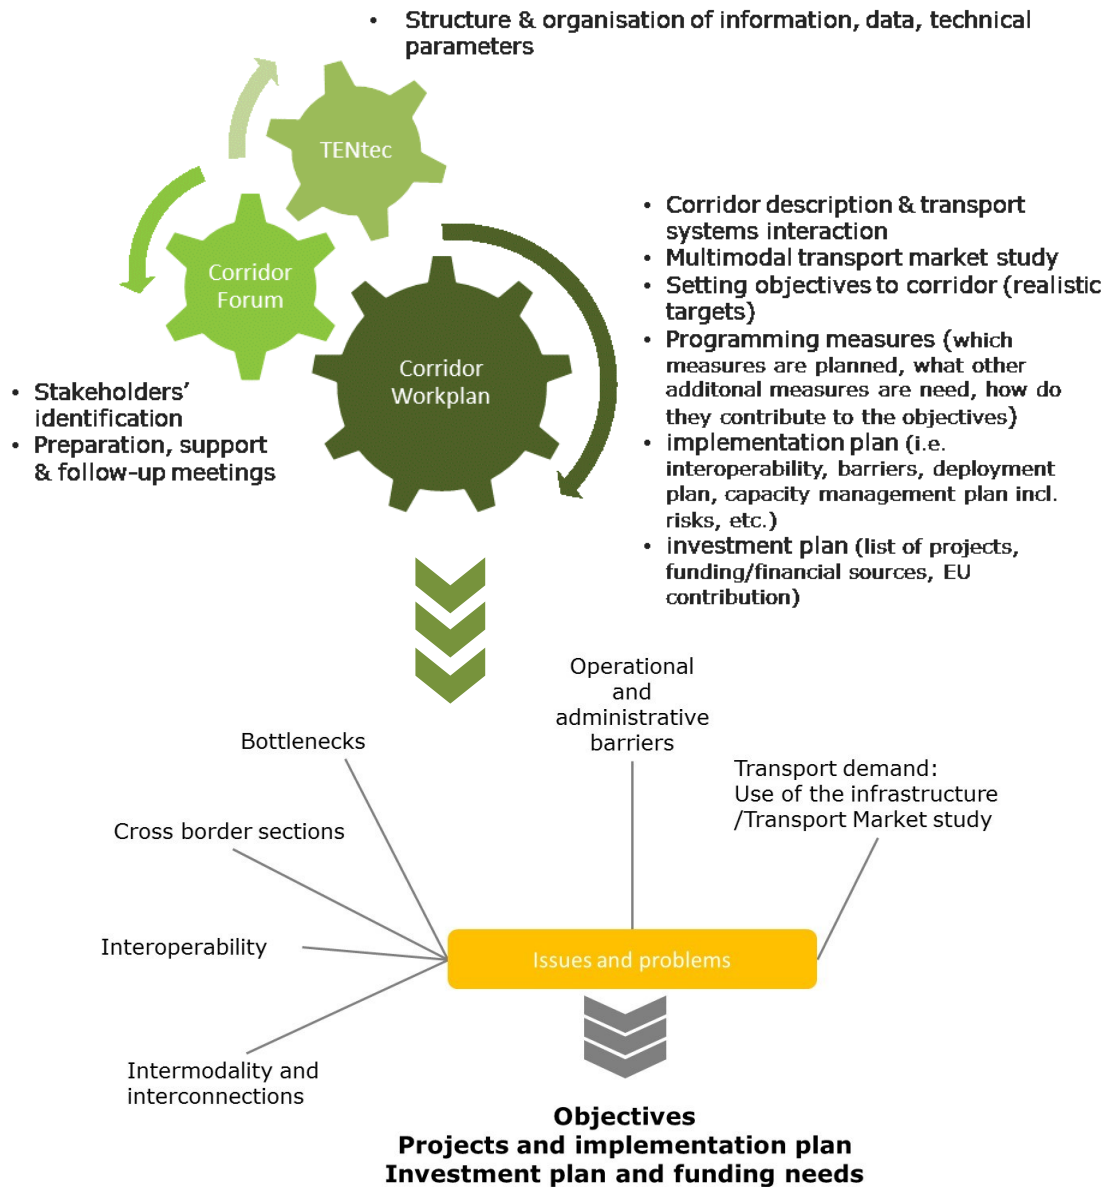 • Structure & organisation of information, data, technical
parameters
TENtec
Corridor
Forum
Corridor
Workplan
• Stakeholders’
identification
• Preparation, support
& follow-up meetings
• Corridor description & transport
systems interaction
• Multimodal transport market study
• Setting objectives to corridor (realistic
targets)
• Programming measures (which
measures are planned, what other
additonal measures are need, how do
they contribute to the objectives)
• implementation plan (i.e.
interoperability, barriers, deployment
plan, capacity management plan incl.
risks, etc.)
• investment plan (list of projects,
funding/financial sources, EU
contribution)
Operational
and
administrative
barriers
Bottlenecks
Transport demand:
Use of the infrastructure
/Transport Market study
Cross border sections
Interoperability
Issues and problems
Intermodality and
interconnections
Objectives
Projects and implementation plan
Investment plan and funding needs